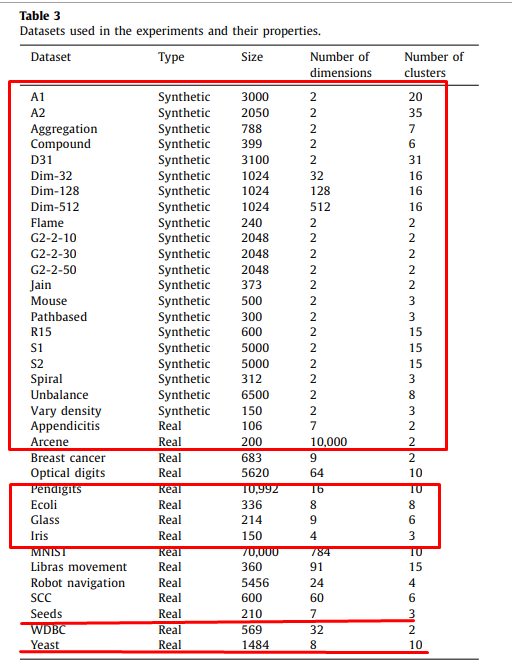 Table 3
Datasets used in the experiments and their properties.
Dataset Type Size Number of dimensions Number of clusters
A1 Synthetic 3000 2 20
A2 Synthetic 2050 2 35
Aggregation Synthetic 788 2 7
Compound Synthetic 399 2 6
D31 Synthetic 3100 2 31
Dim-32 Synthetic 1024 32 16
Dim-128 Synthetic 1024 128 16
Dim-512 Synthetic 1024 512 16
Flame Synthetic 240 2 2
G2-2-10 Synthetic 2048 2 2
G2-2-30 Synthetic 2048 2 2
G2-2-50 Synthetic 2048 2 2
Jain Synthetic 373 2 2
Mouse Synthetic 500 2 3
Pathbased Synthetic 300 2 3
R15 Synthetic 600 2 15
S1 Synthetic 5000 2 15
S2 Synthetic 5000 2 15
Spiral Synthetic 312 2 3
Unbalance Synthetic 6500 2 8
Vary density Synthetic 150 2 3
Appendicitis Real 106 7 2
Arcene Real 200 10,000 2
Breast cancer Real 683 9 2
Optical digits Real 5620 64 10
Pendigits Real 10,992 16 10
Ecoli Real 336 8 8
Glass Real 214 9 6
Iris Real 150 4 3
MNIST Real 70,000 784 10
Libras movement Real 360 91 15
Robot navigation Real 5456 24 4
SCC Real 600 60 6
Seeds Real 210 7 3
WDBC Real 569 32 2
Yeast Real 1484 8 10